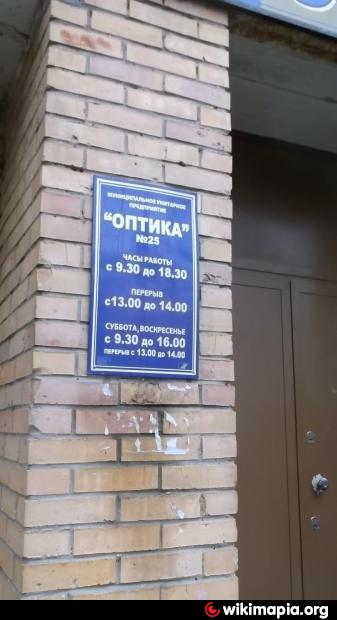 МУНИЦИПАЛЬНОЕ УНИТАРНОЕ
ПРЕДПРИЯТИЕ
“ОПТИКА”
№25
ЧАСЫ РАБОТЫ
с 9.30 до 18.30
ПЕРЕРЫВ
с13.00 до 14.00
СУББОТА, ВОСКРЕСЕНЬЕ
с 9.30 до 16.00
ПЕРЕРЫВ с 13.00 до 14.00
wikimapia.org